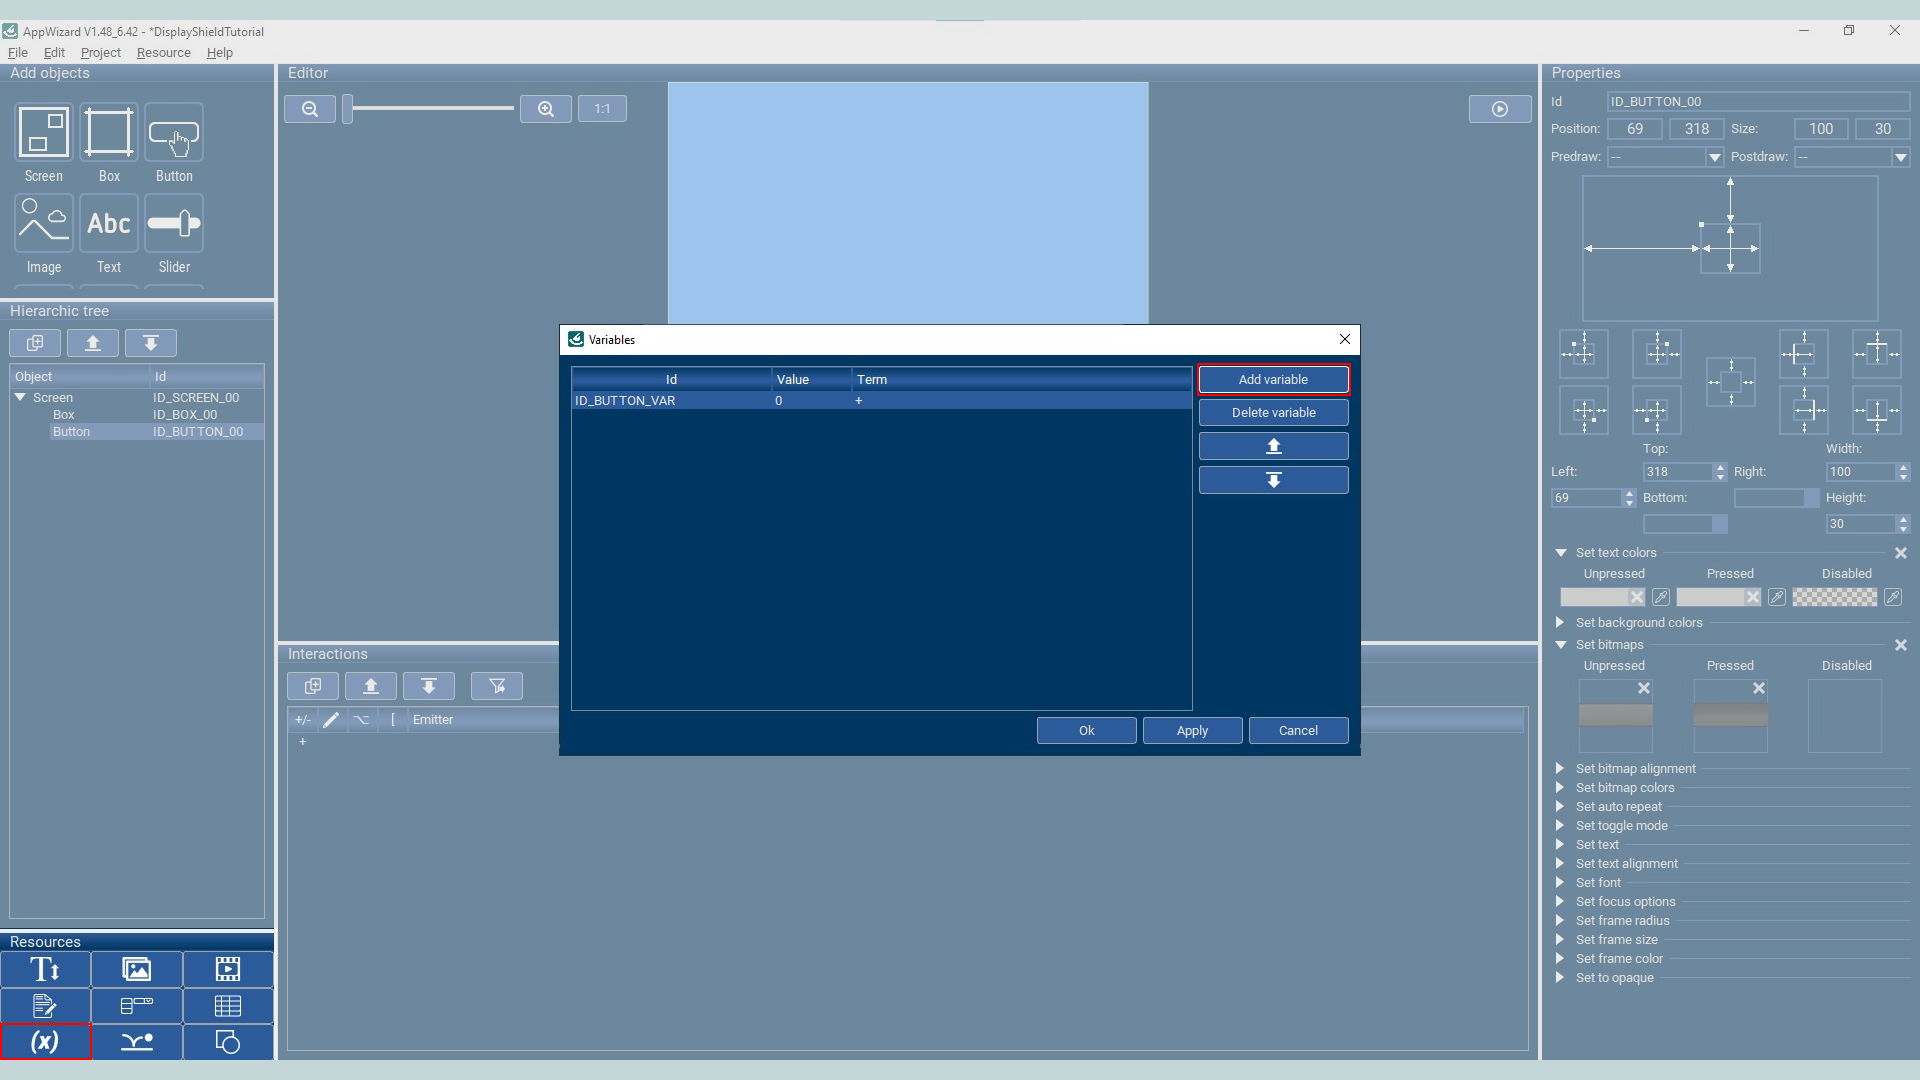 AppWizard V1.48_6.42 - *DisplayShieldTutorial
File Edit Project Resource Help
Add objects
Screen Box Button
Abc
Image Text Slider
Hierarchic tree
Object Id
Screen ID_SCREEN_00
Box ID_BOX_00
Button ID_BUTTON_00
Resources
T
(x)
Editor
1:1
Variables
Id Value Term
ID_BUTTON_VAR 0 +
Add variable
Delete variable
Ok Apply Cancel
Interactions
+/- [ Emitter
+
Properties
Id ID_BUTTON_00
Position: 69 318 Size: 100 30
Predraw: -- Postdraw: --
Top: Width:
Left: 318 Right: 100
69 Bottom: Height:
30
Set text colors
Unpressed Pressed Disabled
Set background colors
Set bitmaps
Unpressed Pressed Disabled
Set bitmap alignment
Set bitmap colors
Set auto repeat
Set toggle mode
Set text
Set text alignment
Set font
Set focus options
Set frame radius
Set frame size
Set frame color
Set to opaque